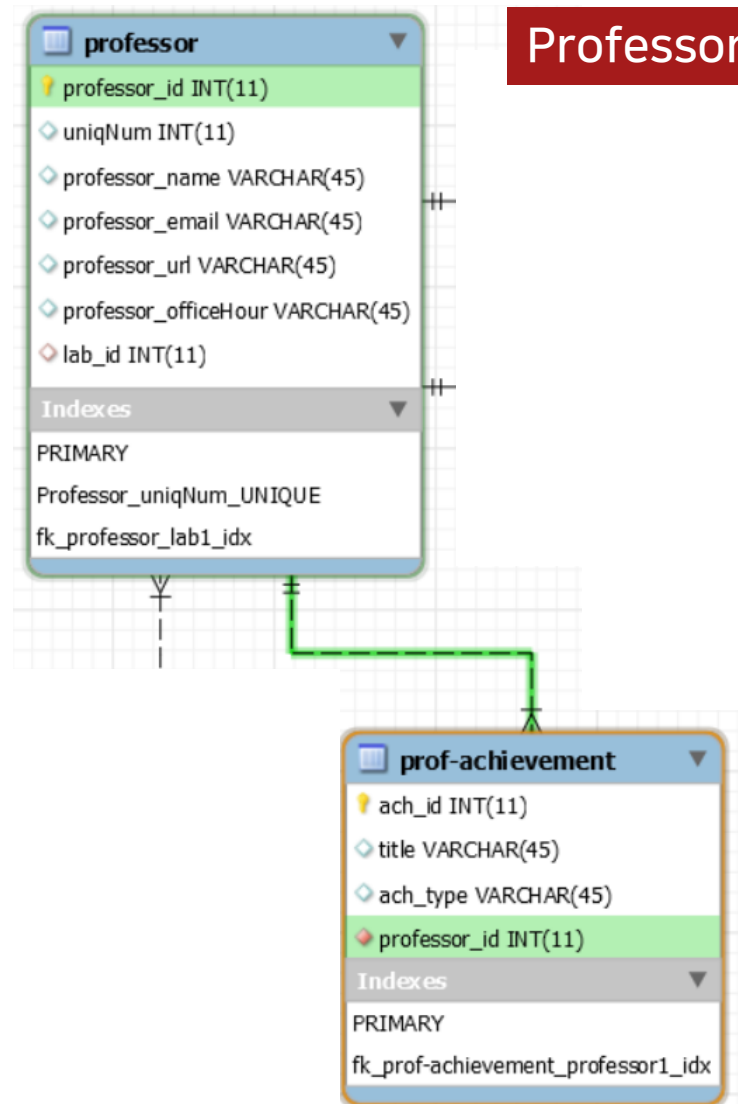 Professor
professor
professor_id INT(11)
uniqNum INT(11)
professor_name VARCHAR(45)
professor_email VARCHAR(45)
professor_url VARCHAR(45)
professor_officeHour VARCHAR(45)
lab_id INT(11)
Indexes
PRIMARY
Professor_uniqNum_UNIQUE
fk_professor_lab1_idx
prof-achievement
ach_id INT(11)
title VARCHAR(45)
ach_type VARCHAR(45)
professor_id INT(11)
Indexes
PRIMARY
fk_prof-achievement_professor1_idx